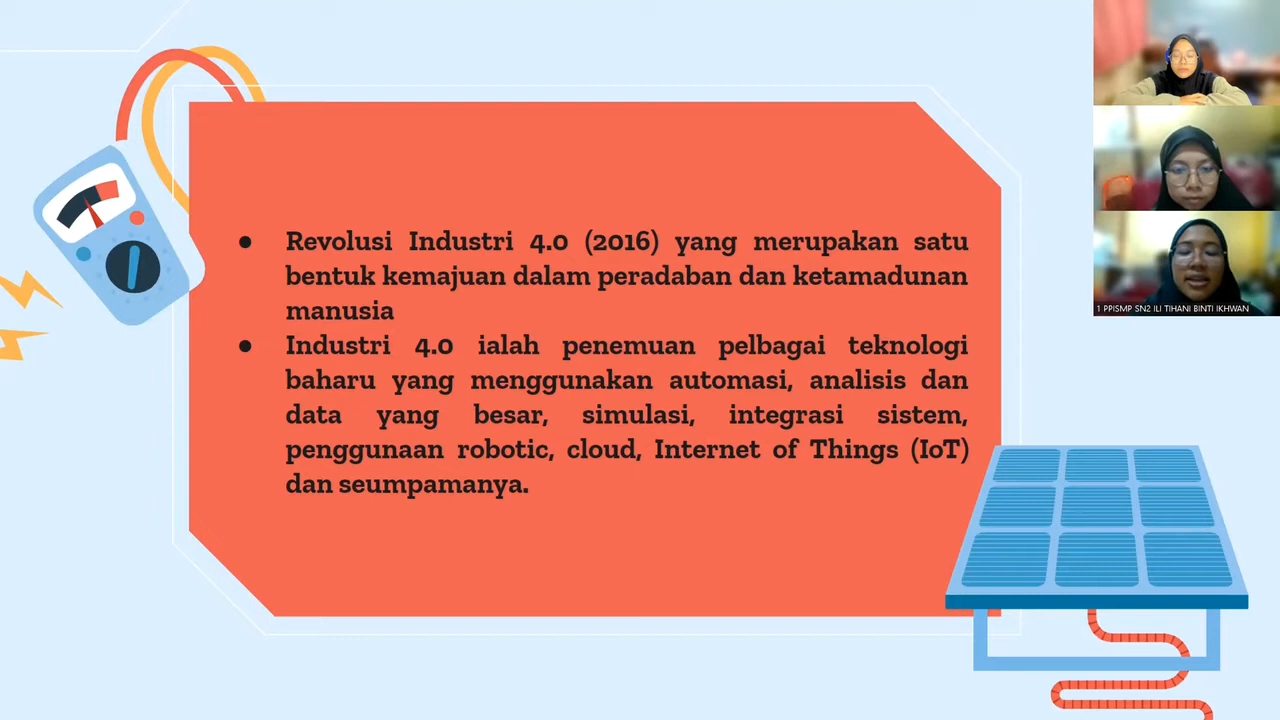 ● Revolusi Industri 4.0 (2016) yang merupakan satu
bentuk kemajuan dalam peradaban dan ketamadunan
manusia
● Industri 4.0 ialah penemuan pelbagai teknologi
baharu yang menggunakan automasi, analisis dan
data yang besar, simulasi, integrasi sistem,
penggunaan robotic, cloud, Internet of Things (IoT)
dan seumpamanya.
1 PPISMP SN2 ILI TIHANI BINTI IKHWAN